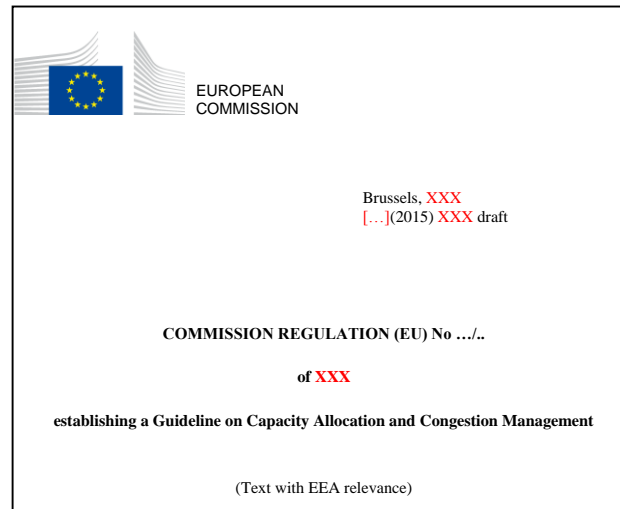 EUROPEAN
COMMISSION
Brussels, XXX
[…](2015) XXX draft
COMMISSION REGULATION (EU) No …/..
of XXX
establishing a Guideline on Capacity Allocation and Congestion Management
(Text with EEA relevance)